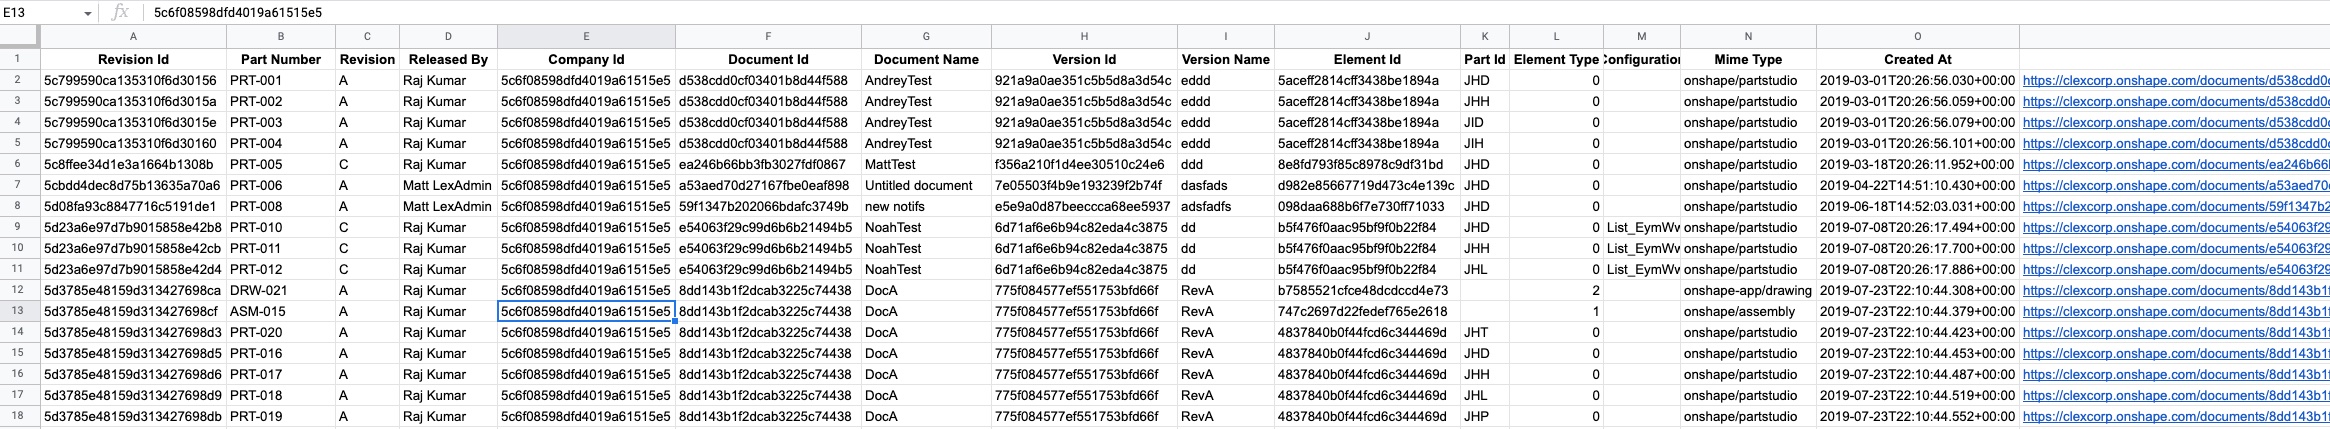 E13 fx 5c6f08598dfd4019a61515e5
A B C D E F G H I J K L M N O
1 Revision Id Part Number Revision Released By Company Id Document Id Document Name Version Id Version Name Element Id Part Id Element Type Configuration Mime Type Created At
2 5c799590ca135310f6d30156 PRT-001 A Raj Kumar 5c6f08598dfd4019a61515e5 d538cdd0cf03401b8d44f588 AndreyTest 921a9a0ae351c5b5d8a3d54c eddd 5aceff2814cff3438be1894a JHD 0 onshape/partstudio 2019-03-01T20:26:56.030+00:00 https://clexcorp.onshape.com/documents/d538cdd0c
3 5c799590ca135310f6d3015a PRT-002 A Raj Kumar 5c6f08598dfd4019a61515e5 d538cdd0cf03401b8d44f588 AndreyTest 921a9a0ae351c5b5d8a3d54c eddd 5aceff2814cff3438be1894a JHH 0 onshape/partstudio 2019-03-01T20:26:56.059+00:00 https://clexcorp.onshape.com/documents/d538cdd0c
4 5c799590ca135310f6d3015e PRT-003 A Raj Kumar 5c6f08598dfd4019a61515e5 d538cdd0cf03401b8d44f588 AndreyTest 921a9a0ae351c5b5d8a3d54c eddd 5aceff2814cff3438be1894a JID 0 onshape/partstudio 2019-03-01T20:26:56.079+00:00 https://clexcorp.onshape.com/documents/d538cdd0c
5 5c799590ca135310f6d30160 PRT-004 A Raj Kumar 5c6f08598dfd4019a61515e5 d538cdd0cf03401b8d44f588 AndreyTest 921a9a0ae351c5b5d8a3d54c eddd 5aceff2814cff3438be1894a JIH 0 onshape/partstudio 2019-03-01T20:26:56.101+00:00 https://clexcorp.onshape.com/documents/d538cdd0c
6 5c8ffee34d1e3a1664b1308b PRT-005 C Raj Kumar 5c6f08598dfd4019a61515e5 ea246b66bb3fb3027fdf0867 MattTest f356a210f1d4ee30510c24e6 ddd 8e8fd793f85c8978c9df31bd JHD 0 onshape/partstudio 2019-03-18T20:26:11.952+00:00 https://clexcorp.onshape.com/documents/ea246b66
7 5cbdd4dec8d75b13635a70a6 PRT-006 A Matt LexAdmin 5c6f08598dfd4019a61515e5 a53aed70d27167fbe0eaf898 Untitled document 7e05503f4b9e193239f2b74f dasfads d982e85667719d473c4e139c JHD 0 onshape/partstudio 2019-04-22T14:51:10.430+00:00 https://clexcorp.onshape.com/documents/a53aed70
8 5d08fa93c8847716c5191de1 PRT-008 A Matt LexAdmin 5c6f08598dfd4019a61515e5 59f1347b202066bdafc3749b new notifs e5e9a0d87beeccca68ee5937 adsfadfs 098daa688b6f7e730ff71033 JHD 0 onshape/partstudio 2019-06-18T14:52:03.031+00:00 https://clexcorp.onshape.com/documents/59f1347b2
9 5d23a6e97d7b9015858e42b8 PRT-010 C Raj Kumar 5c6f08598dfd4019a61515e5 e54063f29c99d6b6b21494b5 NoahTest 6d71af6e6b94c82eda4c3875 dd b5f476f0aac95bf9f0b22f84 JHD 0 List_EymWw onshape/partstudio 2019-07-08T20:26:17.494+00:00 https://clexcorp.onshape.com/documents/e54063f29
10 5d23a6e97d7b9015858e42cb PRT-011 C Raj Kumar 5c6f08598dfd4019a61515e5 e54063f29c99d6b6b21494b5 NoahTest 6d71af6e6b94c82eda4c3875 dd b5f476f0aac95bf9f0b22f84 JHH 0 List_EymWw onshape/partstudio 2019-07-08T20:26:17.700+00:00 https://clexcorp.onshape.com/documents/e54063f29
11 5d23a6e97d7b9015858e42d4 PRT-012 C Raj Kumar 5c6f08598dfd4019a61515e5 e54063f29c99d6b6b21494b5 NoahTest 6d71af6e6b94c82eda4c3875 dd b5f476f0aac95bf9f0b22f84 JHL 0 List_EymWw onshape/partstudio 2019-07-08T20:26:17.886+00:00 https://clexcorp.onshape.com/documents/e54063f29
12 5d3785e48159d313427698ca DRW-021 A Raj Kumar 5c6f08598dfd4019a61515e5 8dd143b1f2dcab3225c74438 DocA 775f084577ef551753bfd66f RevA b7585521cfce48dcdccd4e73 2 onshape-app/drawing 2019-07-23T22:10:44.308+00:00 https://clexcorp.onshape.com/documents/8dd143b1f
13 5d3785e48159d313427698cf ASM-015 A Raj Kumar 5c6f08598dfd4019a61515e5 8dd143b1f2dcab3225c74438 DocA 775f084577ef551753bfd66f RevA 747c2697d22fedef765e2618 1 onshape/assembly 2019-07-23T22:10:44.379+00:00 https://clexcorp.onshape.com/documents/8dd143b1f
14 5d3785e48159d313427698d3 PRT-020 A Raj Kumar 5c6f08598dfd4019a61515e5 8dd143b1f2dcab3225c74438 DocA 775f084577ef551753bfd66f RevA 4837840b0f44fcd6c344469d JHT 0 onshape/partstudio 2019-07-23T22:10:44.423+00:00 https://clexcorp.onshape.com/documents/8dd143b1f
15 5d3785e48159d313427698d5 PRT-016 A Raj Kumar 5c6f08598dfd4019a61515e5 8dd143b1f2dcab3225c74438 DocA 775f084577ef551753bfd66f RevA 4837840b0f44fcd6c344469d JHD 0 onshape/partstudio 2019-07-23T22:10:44.453+00:00 https://clexcorp.onshape.com/documents/8dd143b1f
16 5d3785e48159d313427698d6 PRT-017 A Raj Kumar 5c6f08598dfd4019a61515e5 8dd143b1f2dcab3225c74438 DocA 775f084577ef551753bfd66f RevA 4837840b0f44fcd6c344469d JHH 0 onshape/partstudio 2019-07-23T22:10:44.487+00:00 https://clexcorp.onshape.com/documents/8dd143b1f
17 5d3785e48159d313427698d9 PRT-018 A Raj Kumar 5c6f08598dfd4019a61515e5 8dd143b1f2dcab3225c74438 DocA 775f084577ef551753bfd66f RevA 4837840b0f44fcd6c344469d JHL 0 onshape/partstudio 2019-07-23T22:10:44.519+00:00 https://clexcorp.onshape.com/documents/8dd143b1f
18 5d3785e48159d313427698db PRT-019 A Raj Kumar 5c6f08598dfd4019a61515e5 8dd143b1f2dcab3225c74438 DocA 775f084577ef551753bfd66f RevA 4837840b0f44fcd6c344469d JHP 0 onshape/partstudio 2019-07-23T22:10:44.552+00:00 https://clexcorp.onshape.com/documents/8dd143b1f